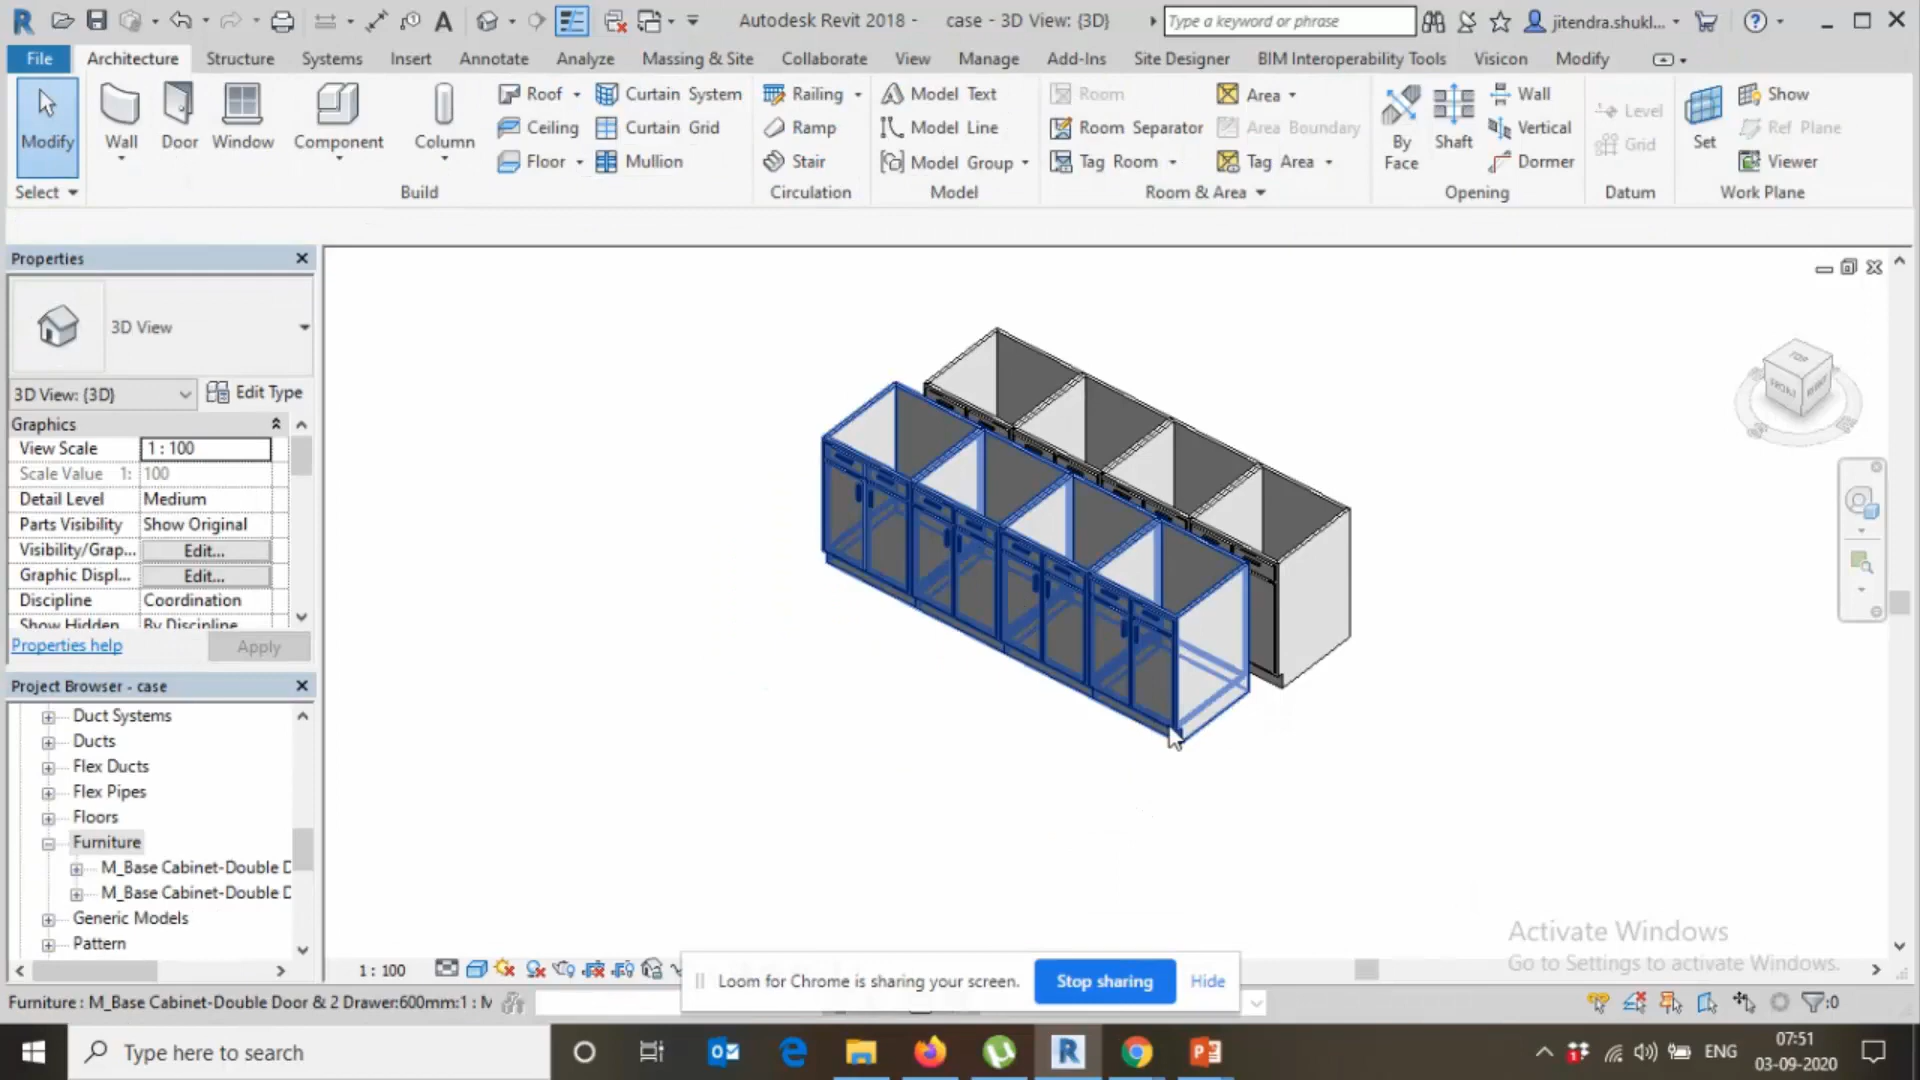 Autodesk Revit 2018 - case - 3D View: {3D}
Type a keyword or phrase
jitendra.shukl...
File Architecture Structure Systems Insert Annotate Analyze Massing & Site Collaborate View Manage Add-Ins Site Designer BIM Interoperability Tools Visicon Modify
Modify
Wall
Door
Window
Component
Column
Roof
Ceiling
Floor
Curtain System
Curtain Grid
Mullion
Railing
Ramp
Stair
Model Text
Model Line
Model Group
Room
Room Separator
Tag Room
Area
Area Boundary
Tag Area
By Face
Shaft
Wall
Vertical
Dormer
Level
Grid
Set
Show
Ref Plane
Viewer
Select Build Circulation Model Room & Area Opening Datum Work Plane
Properties
3D View
3D View: {3D} Edit Type
Graphics
View Scale 1 : 100
Scale Value 1: 100
Detail Level Medium
Parts Visibility Show Original
Visibility/Grap... Edit...
Graphic Displ... Edit...
Discipline Coordination
Show Hidden By Discipline
Properties help Apply
Project Browser - case
Duct Systems
Ducts
Flex Ducts
Flex Pipes
Floors
Furniture
M_Base Cabinet-Double D
M_Base Cabinet-Double D
Generic Models
Pattern
TOP
FRONT
1 : 100
Loom for Chrome is sharing your screen. Stop sharing Hide
Activate Windows
Go to Settings to activate Windows.
Furniture : M_Base Cabinet-Double Door & 2 Drawer:600mm:1 : M
:0
Type here to search
ENG
07:51
03-09-2020